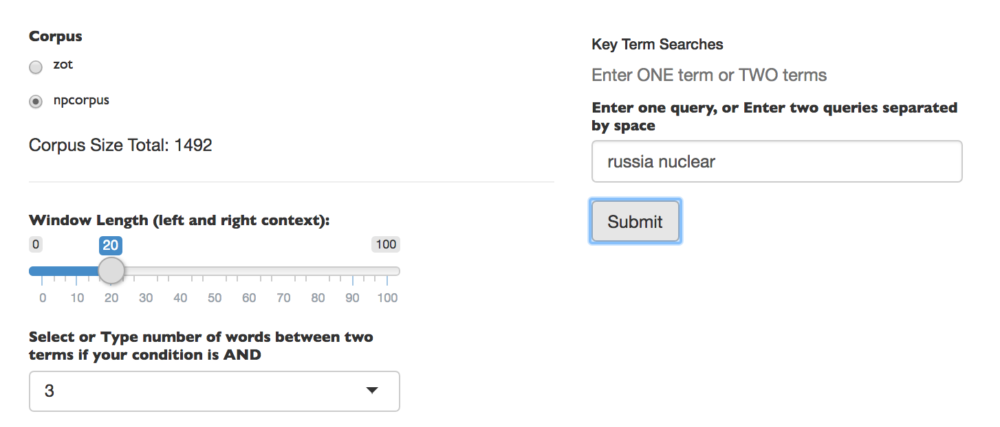 Corpus
zot
npcorpus
Corpus Size Total: 1492
Window Length (left and right context):
0 20 100
0 10 20 30 40 50 60 70 80 90 100
Select or Type number of words between two
terms if your condition is AND
3
Key Term Searches
Enter ONE term or TWO terms
Enter one query, or Enter two queries separated
by space
russia nuclear
Submit